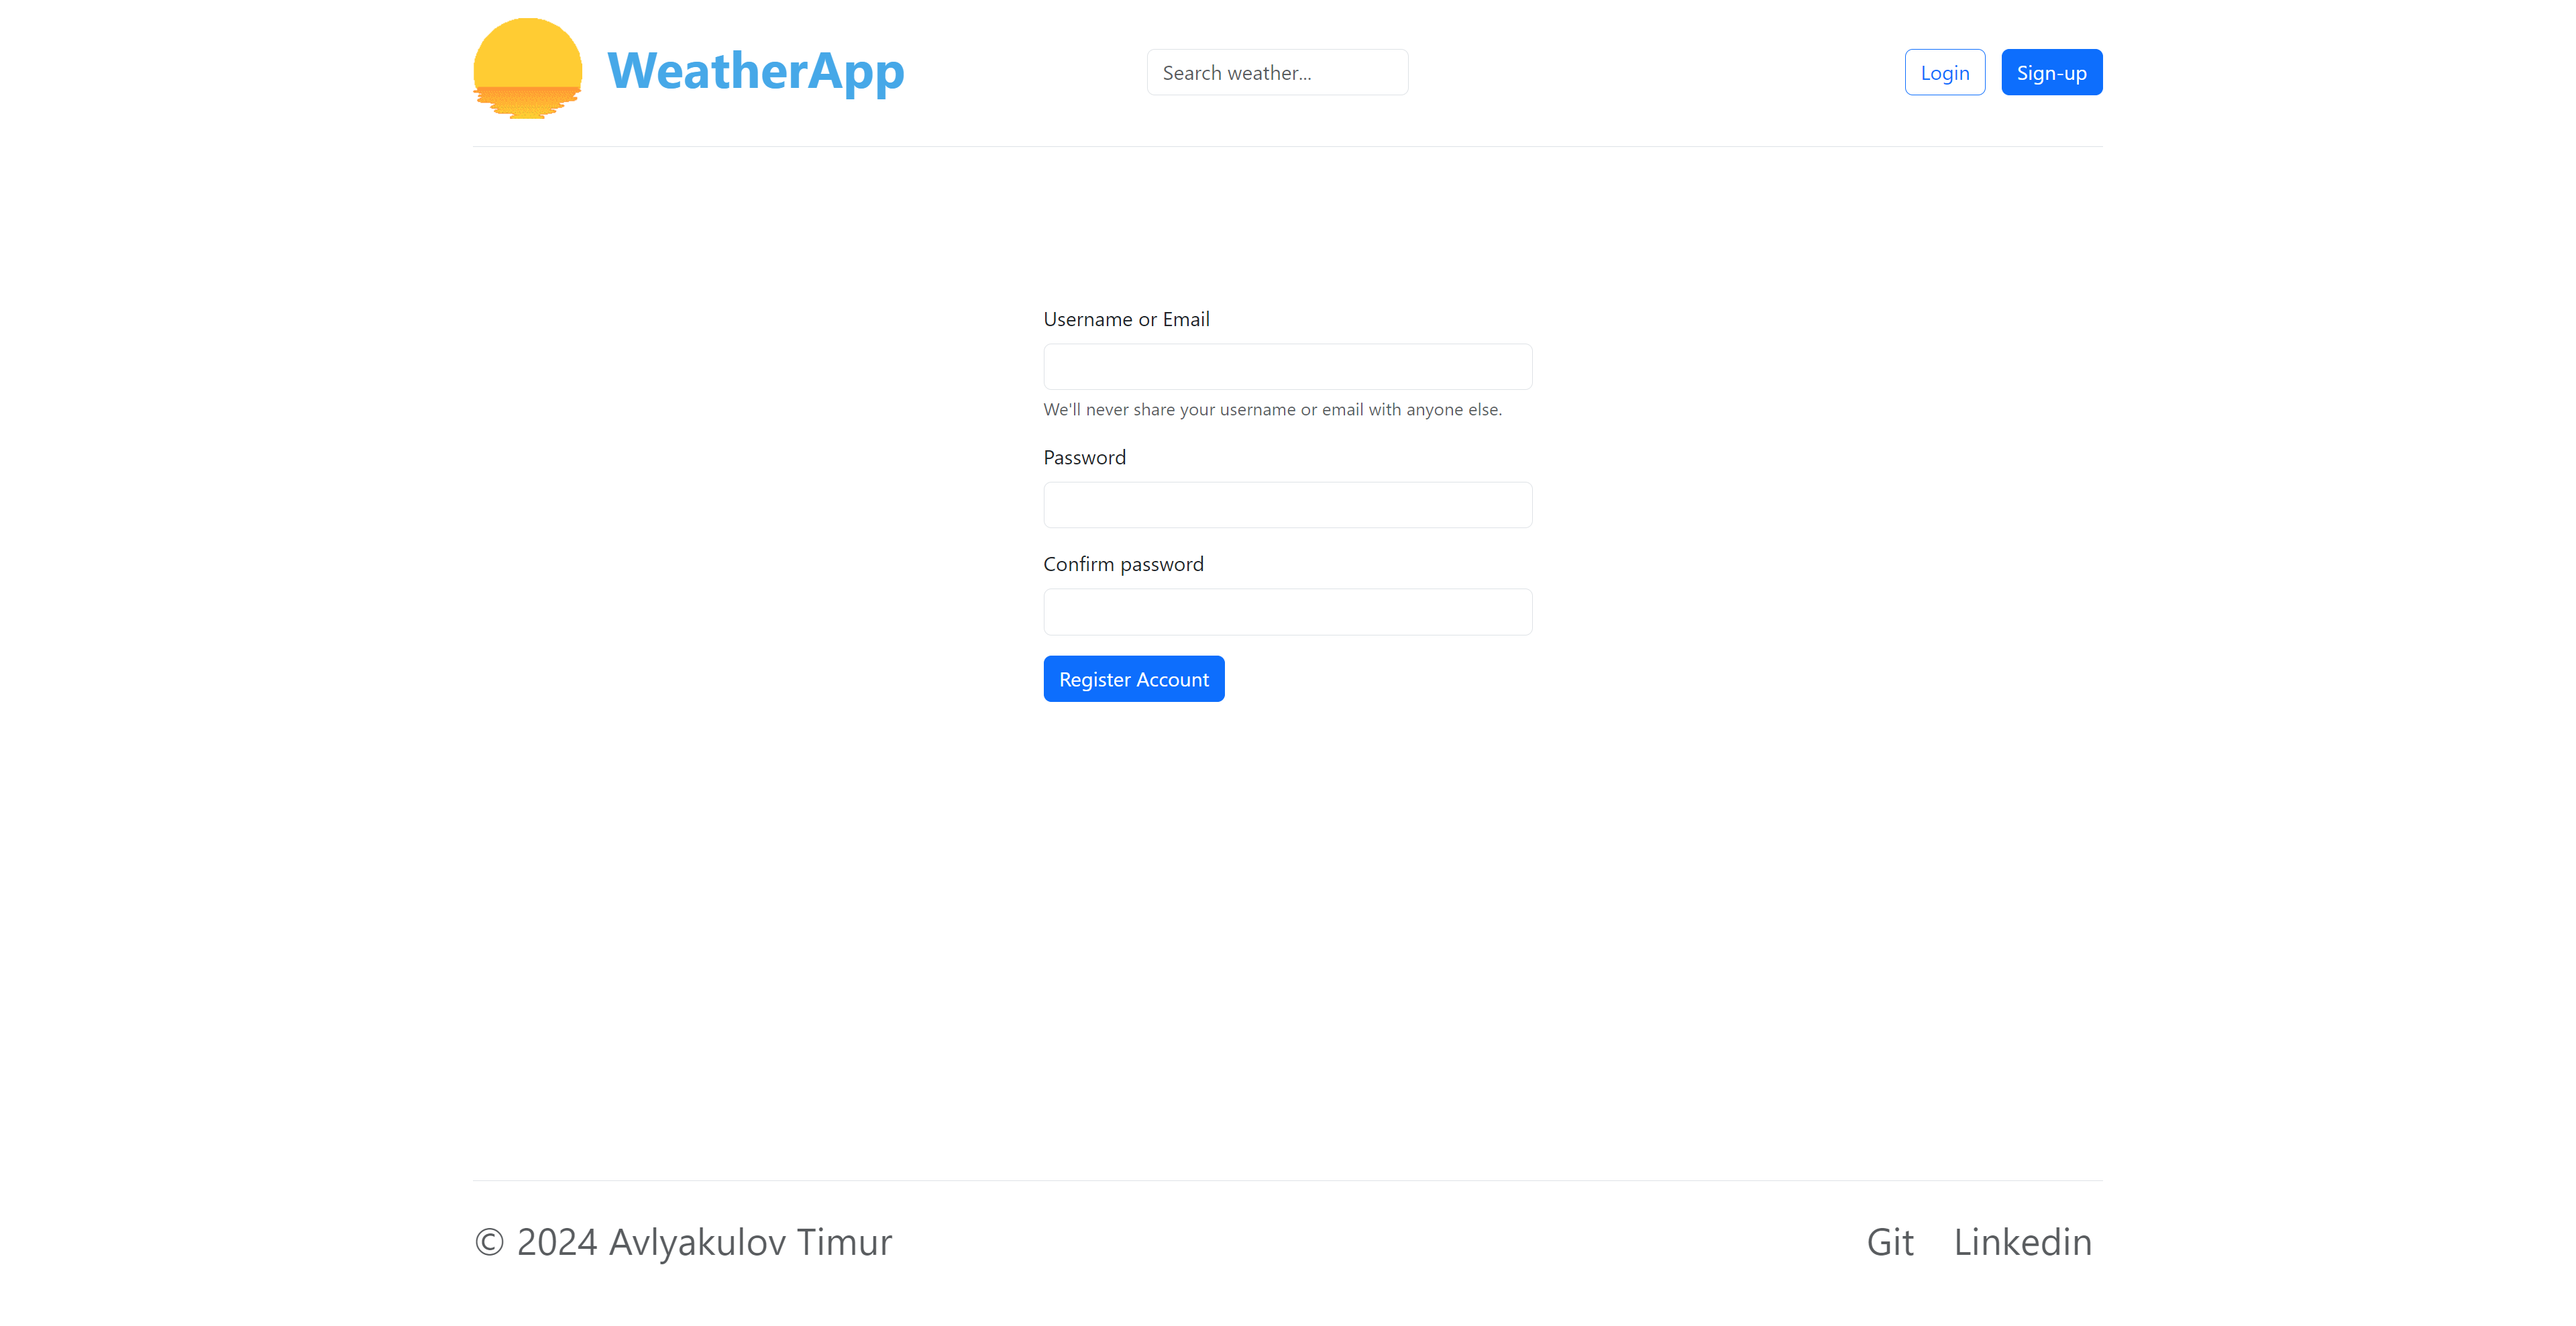 WeatherApp
Search weather...
Login
Sign-up
Username or Email
We'll never share your username or email with anyone else.
Password
Confirm password
Register Account
© 2024 Avlyakulov Timur
Git
Linkedin